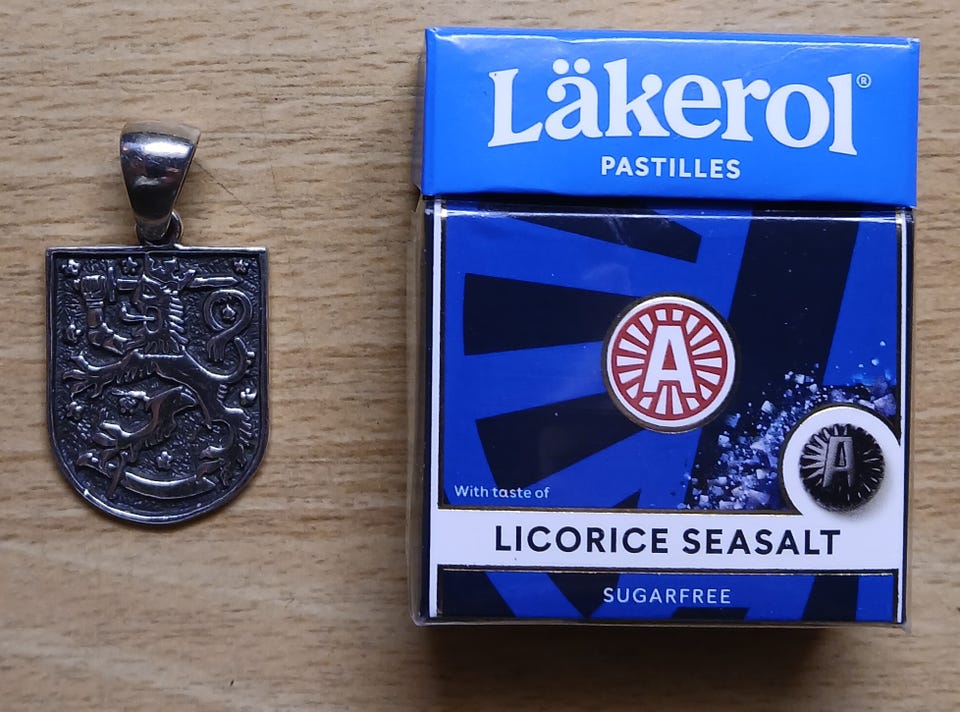 Läkerol®
PASTILLES
A
A
With taste of
LICORICE SEASALT
SUGARFREE